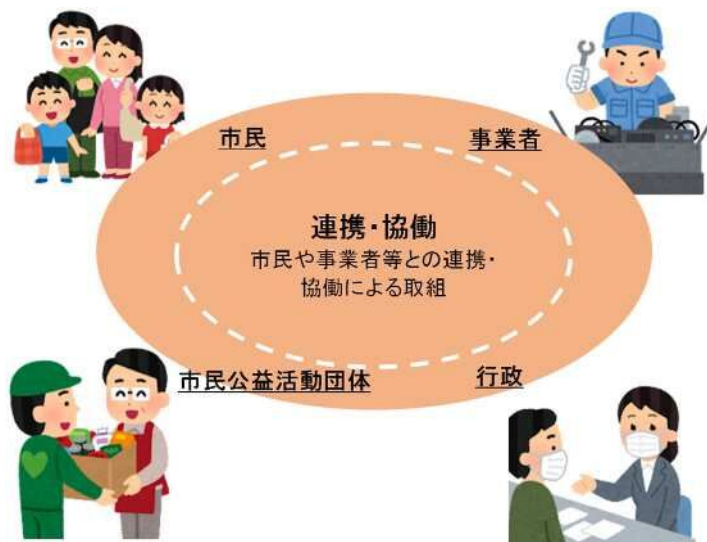 市民
事業者
連携・協働
市民や事業者等との連携・
協働による取組
市民公益活動団体
行政